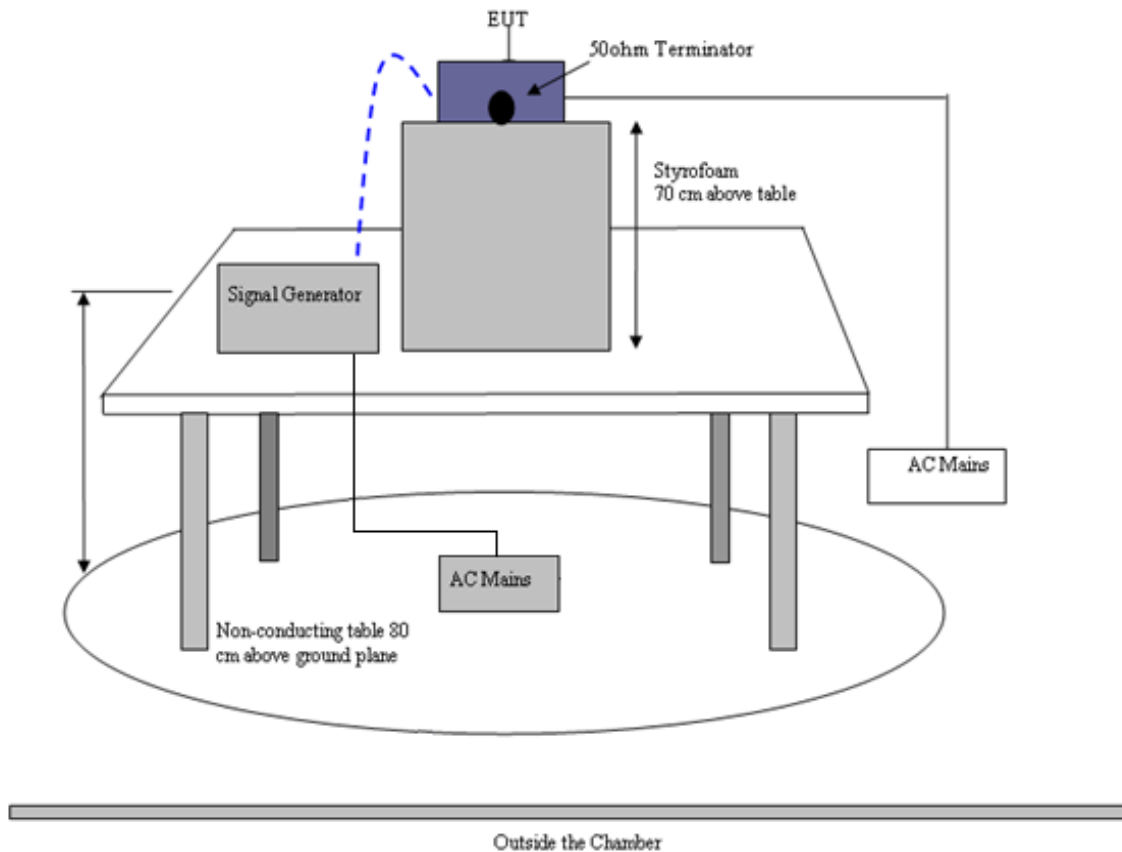 EUT
50ohm Terminator
Styrofoam
70 cm above table
Signal Generator
AC Mains
AC Mains
Non-conducting table 80
cm above ground plane
Outside the Chamber